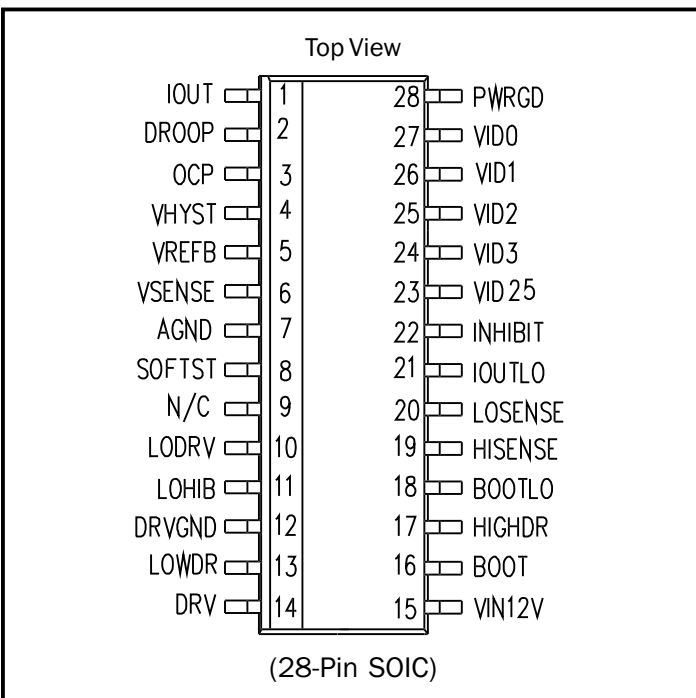 Top View
IOUT 1 28 PWRGD
DROOP 2 27 VID0
OCP 3 26 VID1
VHYST 4 25 VID2
VREFB 5 24 VID3
VSENSE 6 23 VID25
AGND 7 22 INHIBIT
SOFTST 8 21 IOUTLO
N/C 9 20 LOSENSE
LODRV 10 19 HISENSE
LOHIB 11 18 BOOTLO
DRVGND 12 17 HIGHDR
LOWDR 13 16 BOOT
DRV 14 15 VIN12V
(28-Pin SOIC)